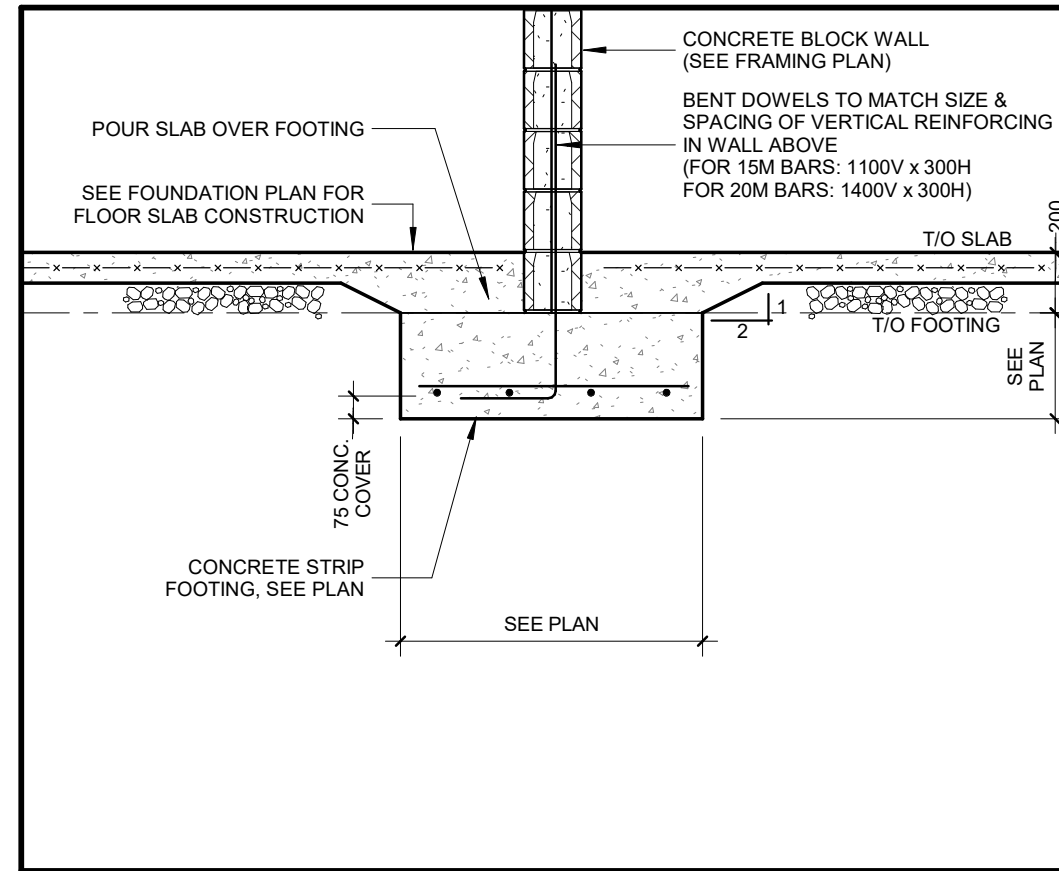 CONCRETE BLOCK WALL
(SEE FRAMING PLAN)
BENT DOWELS TO MATCH SIZE &
SPACING OF VERTICAL REINFORCING
IN WALL ABOVE
(FOR 15M BARS: 1100V x 300H
FOR 20M BARS: 1400V x 300H)
POUR SLAB OVER FOOTING
SEE FOUNDATION PLAN FOR
FLOOR SLAB CONSTRUCTION
T/O SLAB
200
1
2
T/O FOOTING
SEE
PLAN
75 CONC.
COVER
CONCRETE STRIP
FOOTING, SEE PLAN
SEE PLAN